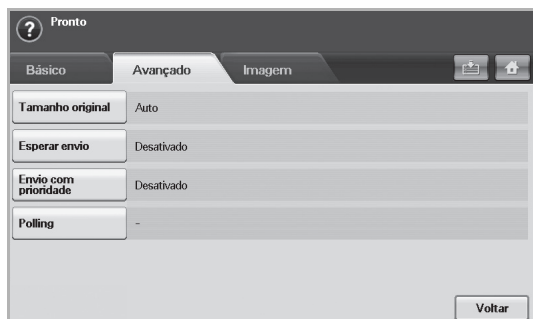 ? Pronto
Básico Avançado Imagem
Tamanho original Auto
Esperar envio Desativado
Envio com
prioridade Desativado
Polling -
Voltar